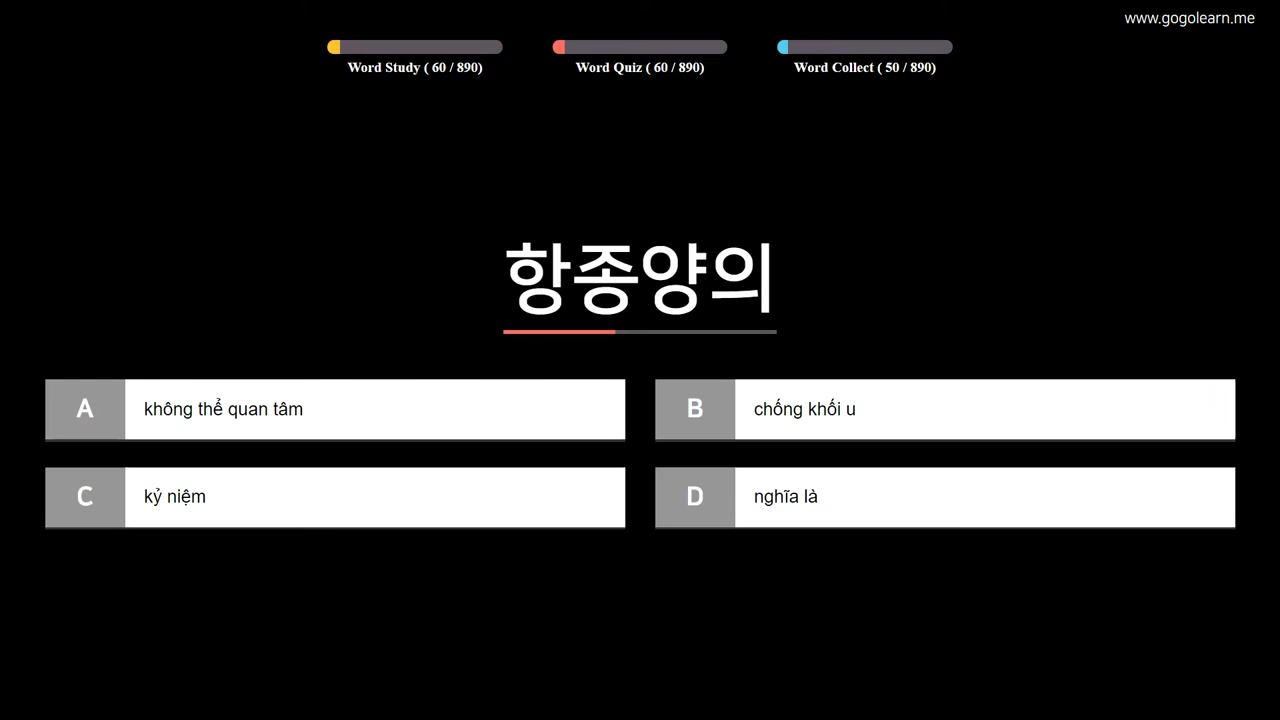 www.gogolearn.me
Word Study ( 60 / 890)
Word Quiz ( 60 / 890)
Word Collect ( 50 / 890)
항종양의
A không thể quan tâm
B chống khối u
C kỷ niệm
D nghĩa là